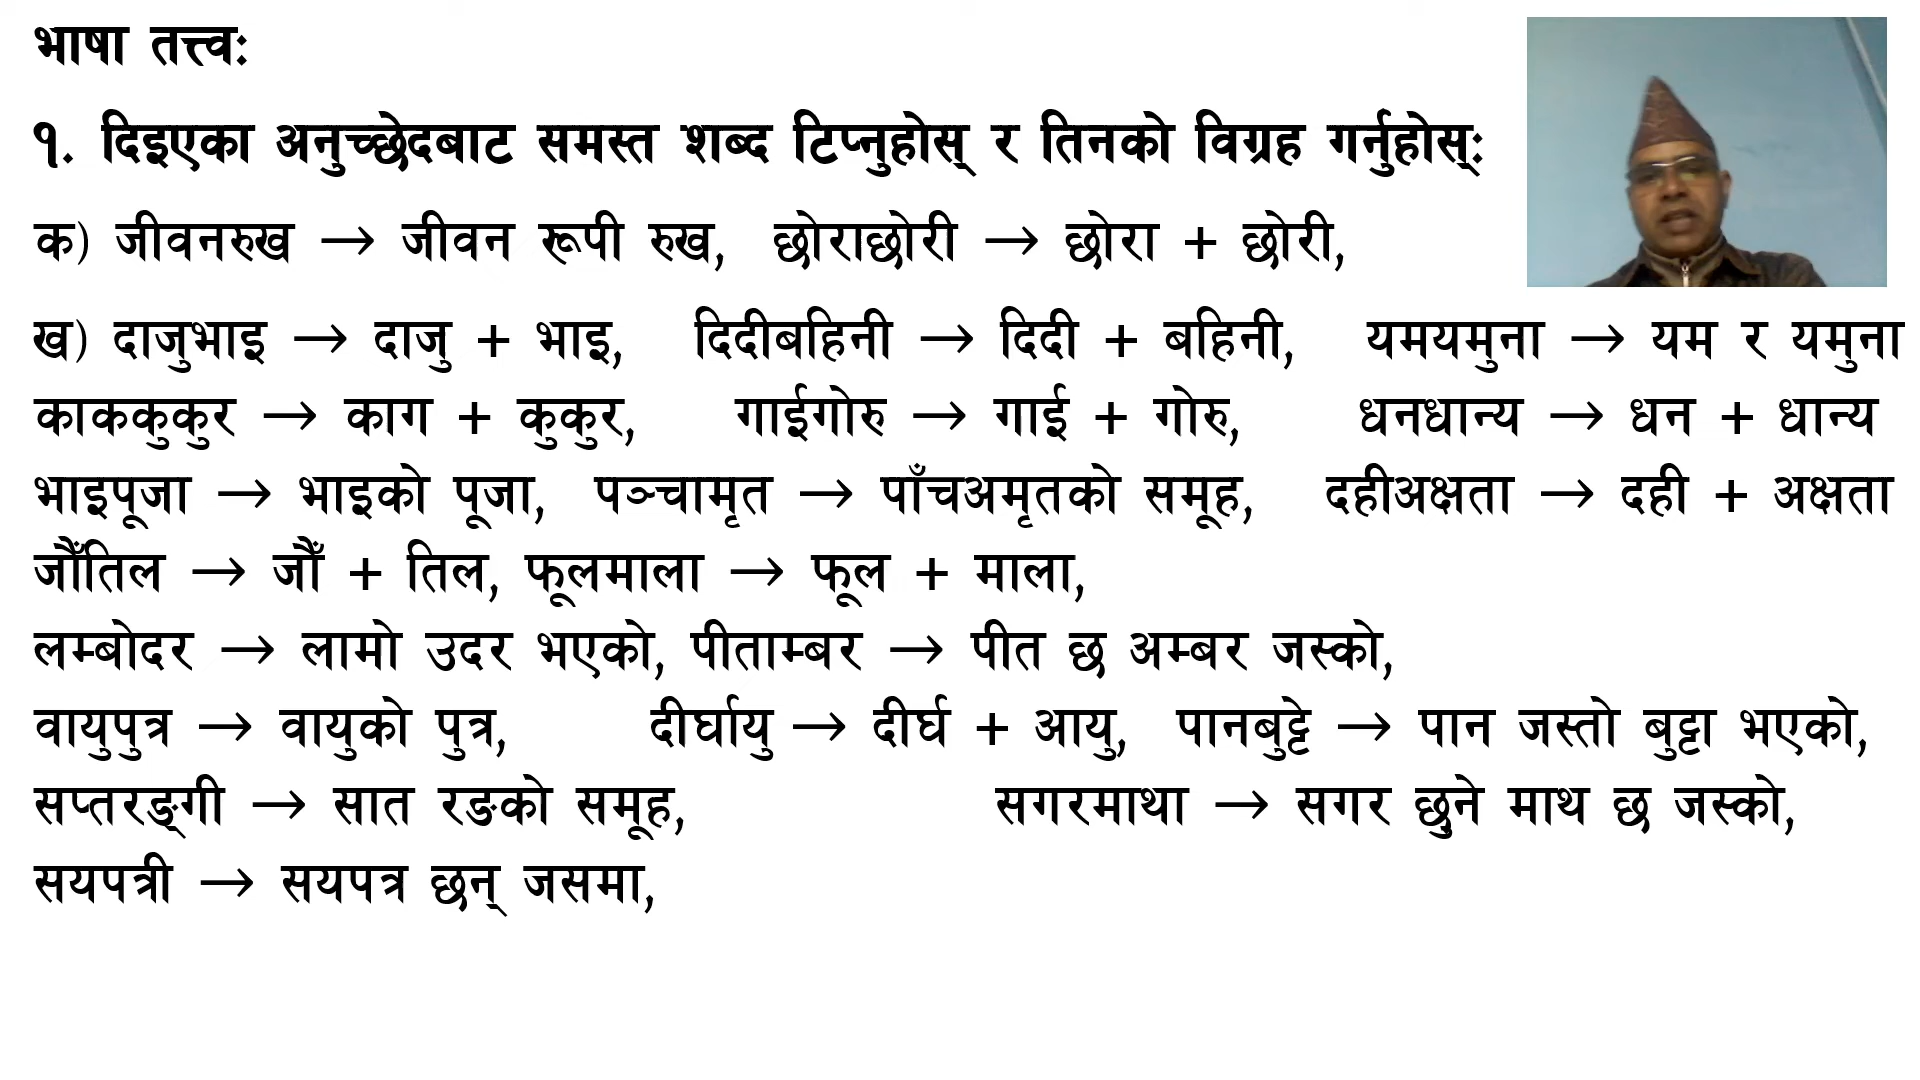 भाषा तत्त्वः
१. दिइएका अनुच्छेदबाट समस्त शब्द टिप्नुहोस् र तिनको विग्रह गर्नुहोस्ः
क) जीवनरुख → जीवन रूपी रुख, छोराछोरी → छोरा + छोरी,
ख) दाजुभाइ → दाजु + भाइ, दिदीबहिनी → दिदी + बहिनी, यमयमुना → यम र यमुना
काककुकुर → काग + कुकुर, गाईगोरु → गाई + गोरु, धनधान्य → धन + धान्य
भाइपूजा → भाइको पूजा, पञ्चामृत → पाँचअमृतको समूह, दहीअक्षता → दही + अक्षता
जौँतिल → जौँ + तिल, फूलमाला → फूल + माला,
लम्बोदर → लामो उदर भएको, पीताम्बर → पीत छ अम्बर जस्को,
वायुपुत्र → वायुको पुत्र, दीर्घायु → दीर्घ + आयु, पानबुट्टे → पान जस्तो बुट्टा भएको,
सप्तरङ्गी → सात रङको समूह, सगरमाथा → सगर छुने माथ छ जस्को,
सयपत्री → सयपत्र छन् जसमा,